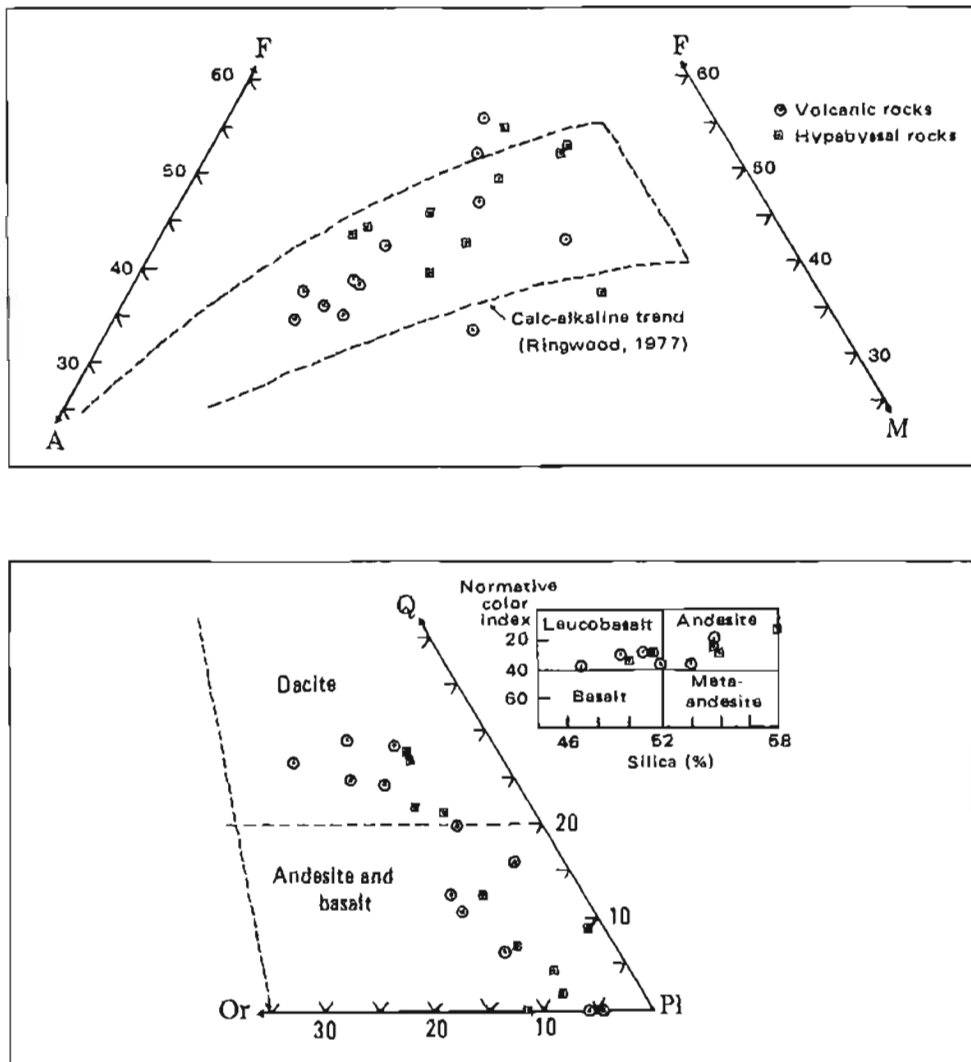 F
60
50
40
30
A
F
60
50
40
30
M
Volcanic rocks
Hypabyssal rocks
Calc-alkaline trend
(Ringwood, 1977)
Q
Dacite
Andesite and
basalt
20
10
Or
30
20
10
Pl
Normative
color
index
20
40
60
Leucobasalt
Andesite
Basalt
Meta-
andesite
46
52
58
Silica (%)